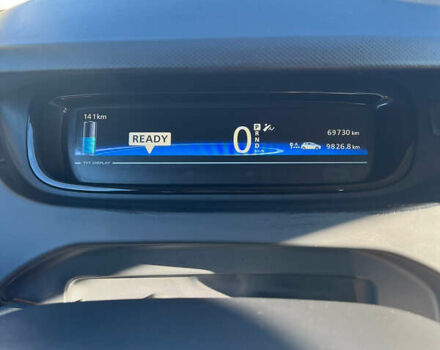 141km
READY
0
P
R
N
D
69730 km
9826.8 km
TFT DISPLAY